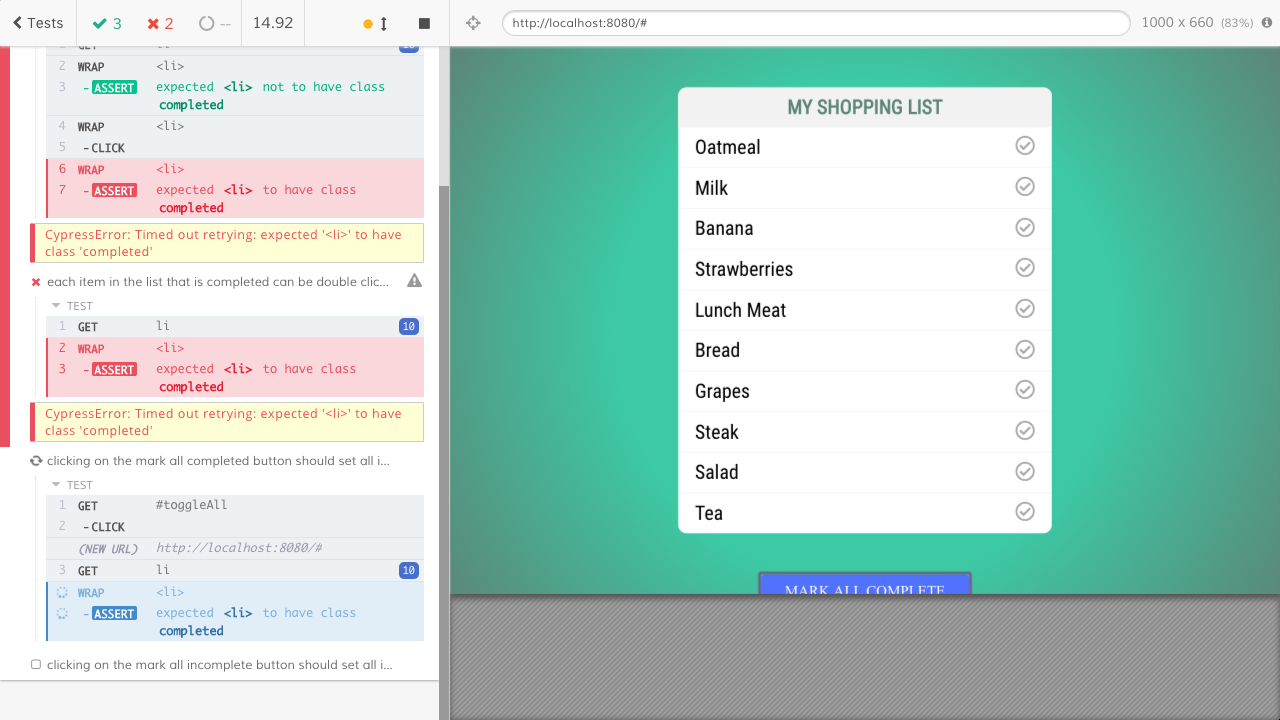 Tests
3
2
--
14.92
http://localhost:8080/#
1000 x 660 (83%)
2 WRAP <li>
3 - ASSERT expected <li> not to have class
completed
4 WRAP <li>
5 - CLICK
6 WRAP <li>
7 - ASSERT expected <li> to have class
completed
CypressError: Timed out retrying: expected '<li>' to have
class 'completed'
each item in the list that is completed can be double clic...
TEST
1 GET li 10
2 WRAP <li>
3 - ASSERT expected <li> to have class
completed
CypressError: Timed out retrying: expected '<li>' to have
class 'completed'
clicking on the mark all completed button should set all i...
TEST
1 GET #toggleAll
2 - CLICK
(NEW URL) http://localhost:8080/#
3 GET li 10
WRAP <li>
- ASSERT expected <li> to have class
completed
clicking on the mark all incomplete button should set all i...
MY SHOPPING LIST
Oatmeal
Milk
Banana
Strawberries
Lunch Meat
Bread
Grapes
Steak
Salad
Tea
MARK ALL COMPLETE